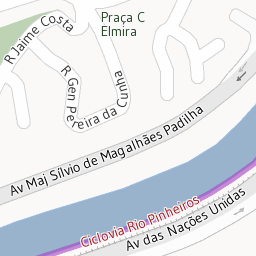 Praça C
Elmira
R Jaime Costa
R Gen Pereira da Cunha
Av Maj Sílvio de Magalhães Padilha
Ciclovia Rio Pinheiros
Av das Nações Unidas